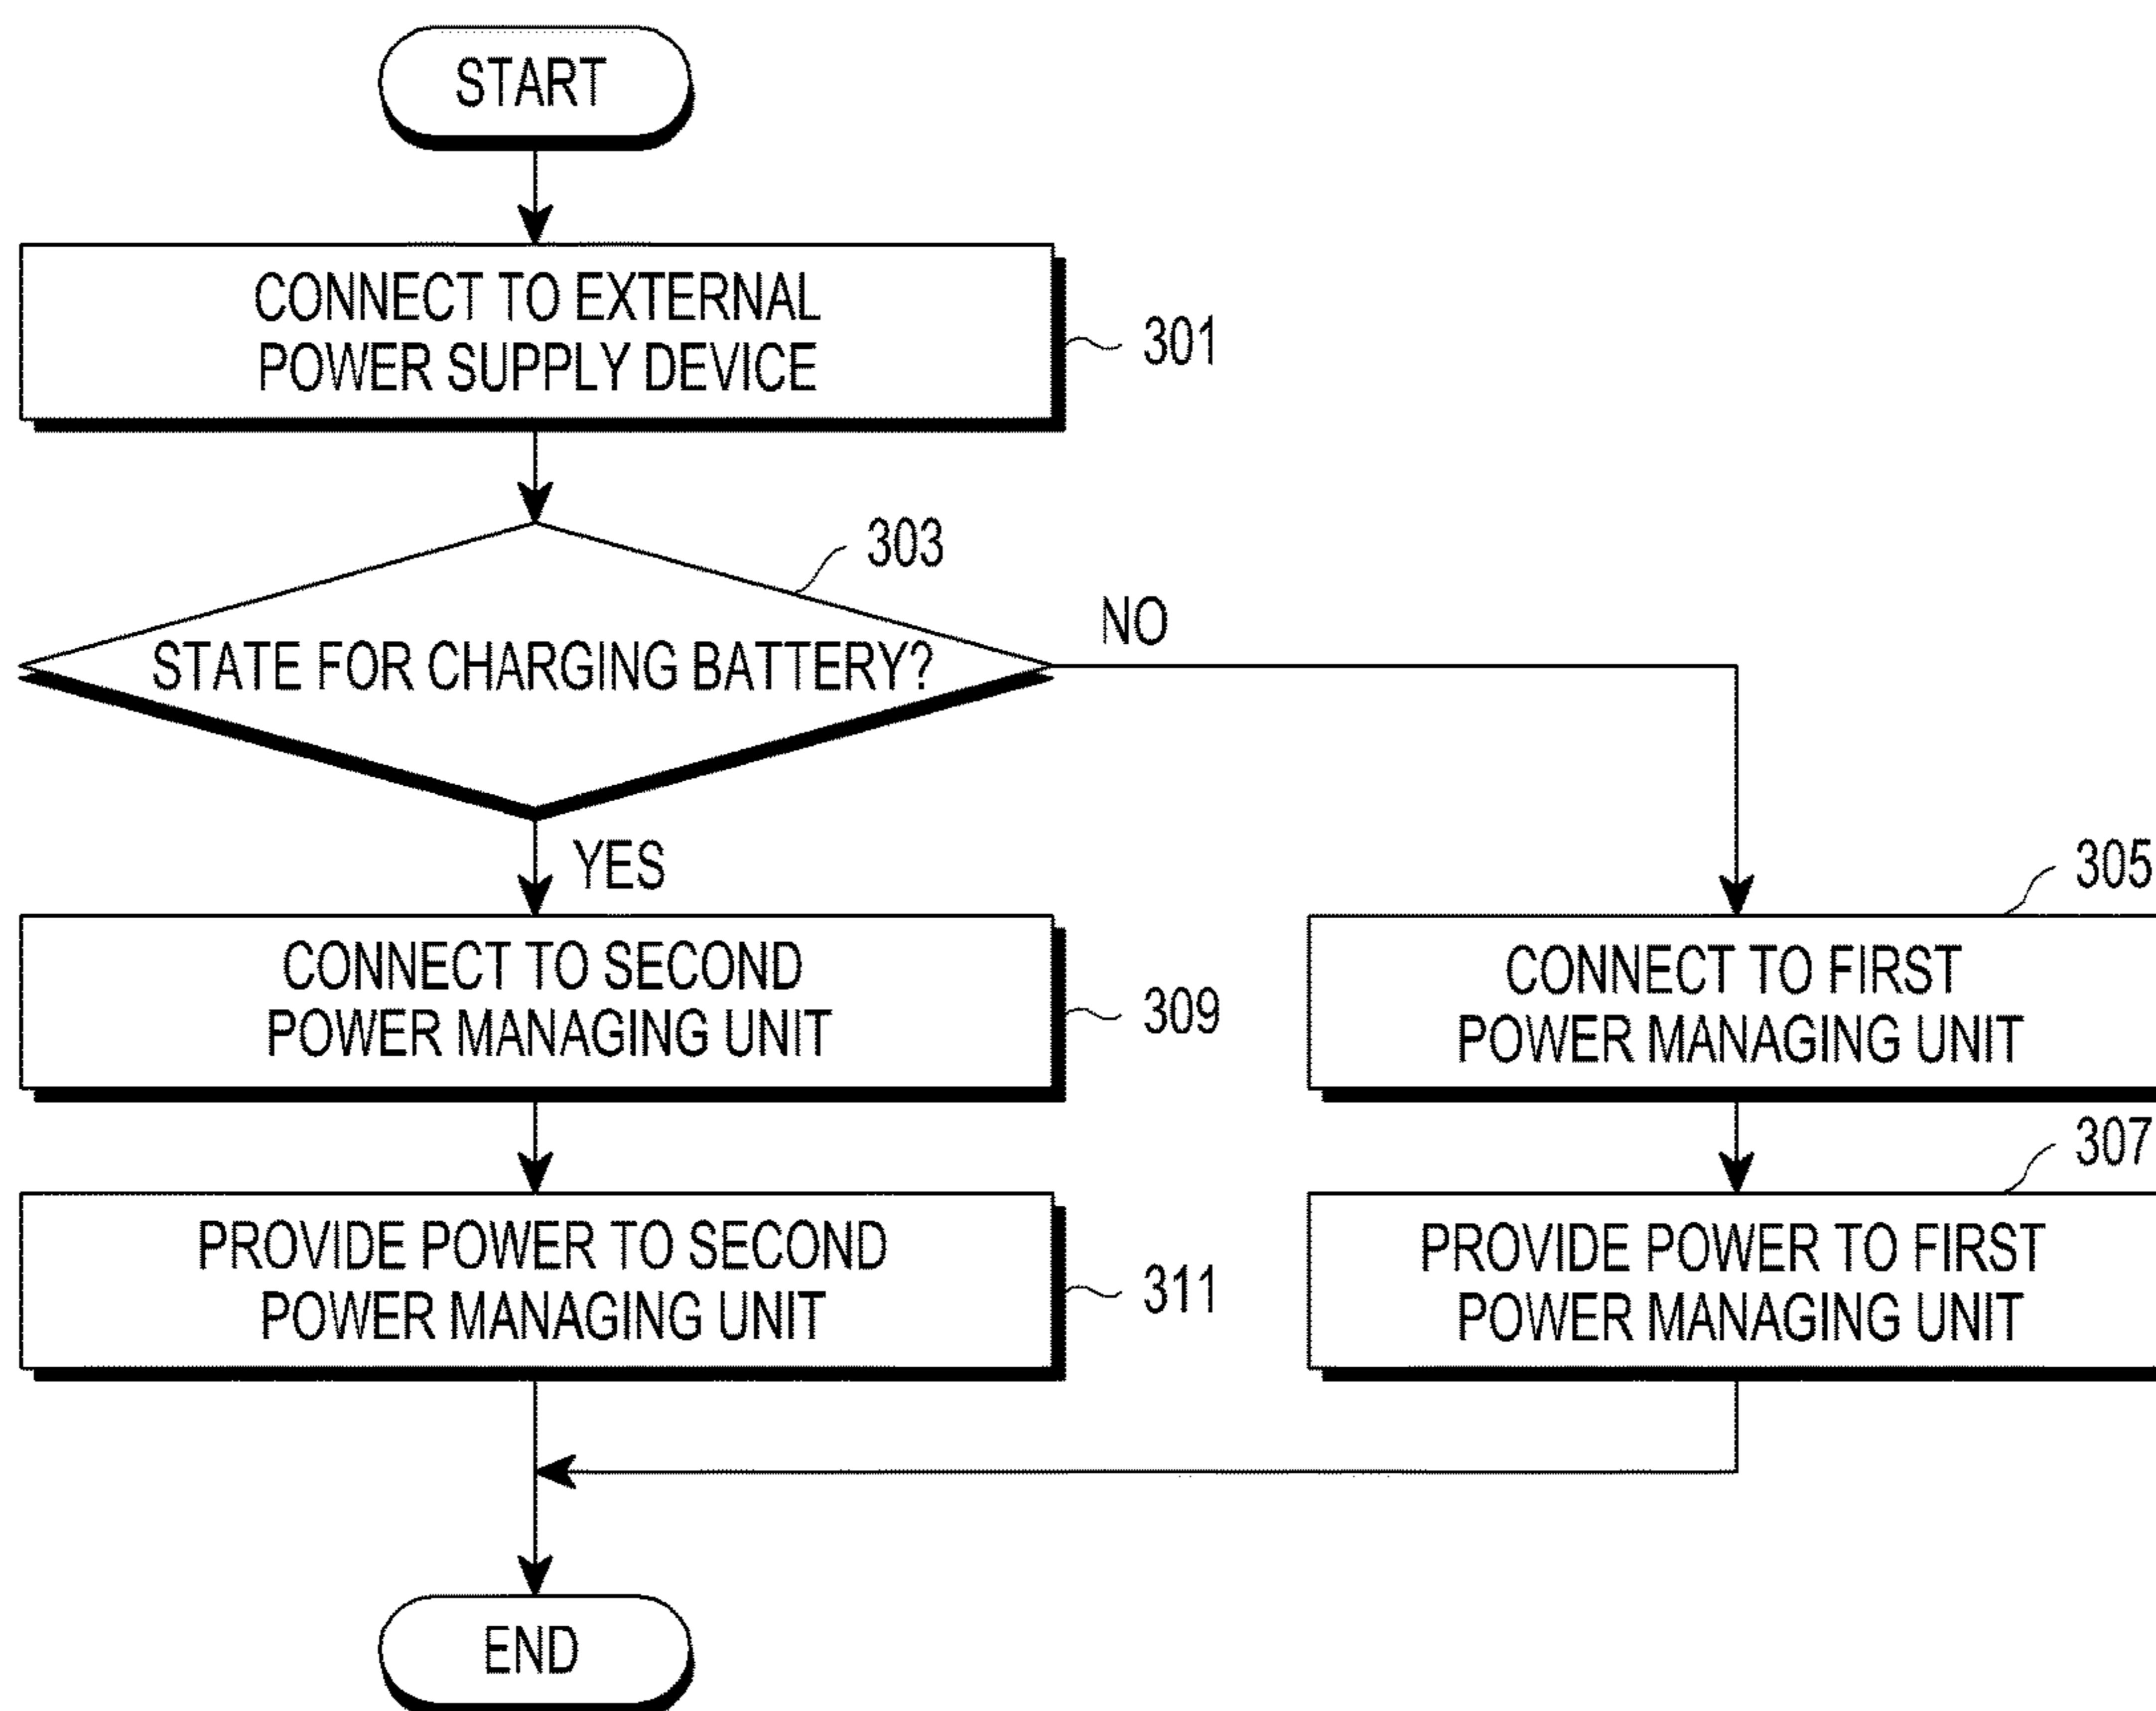 START
CONNECT TO EXTERNAL
POWER SUPPLY DEVICE
301
303
STATE FOR CHARGING BATTERY?
NO
YES
305
CONNECT TO SECOND
POWER MANAGING UNIT
309
CONNECT TO FIRST
POWER MANAGING UNIT
307
PROVIDE POWER TO SECOND
POWER MANAGING UNIT
311
PROVIDE POWER TO FIRST
POWER MANAGING UNIT
END